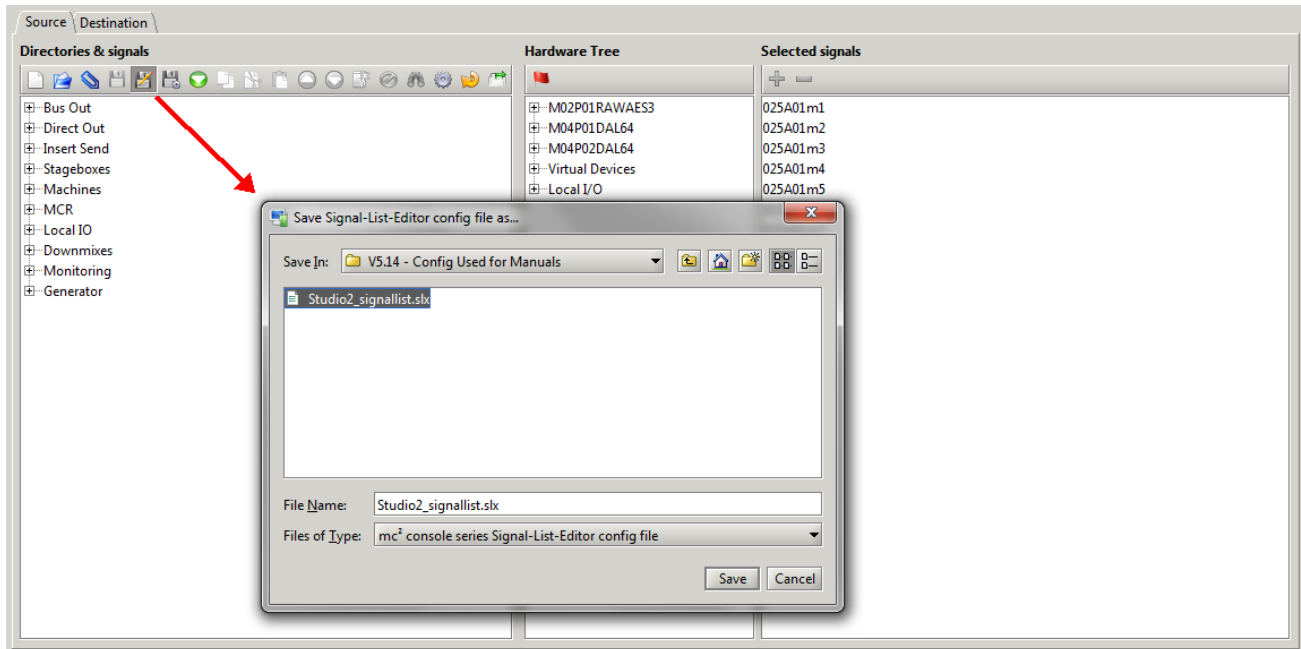 Source
Destination
Directories & signals
Hardware Tree
Selected signals
Bus Out
Direct Out
Insert Send
Stageboxes
Machines
MCR
Local IO
Downmixes
Monitoring
Generator
M02P01RAWAES3
M04P01DAL64
M04P02DAL64
Virtual Devices
Local I/O
025A01m1
025A01m2
025A01m3
025A01m4
025A01m5
Save Signal-List-Editor config file as...
Save In:
V5.14 - Config Used for Manuals
Studio2_signallist.slx
File Name:
Studio2_signallist.slx
Files of Type:
mc² console series Signal-List-Editor config file
Save
Cancel